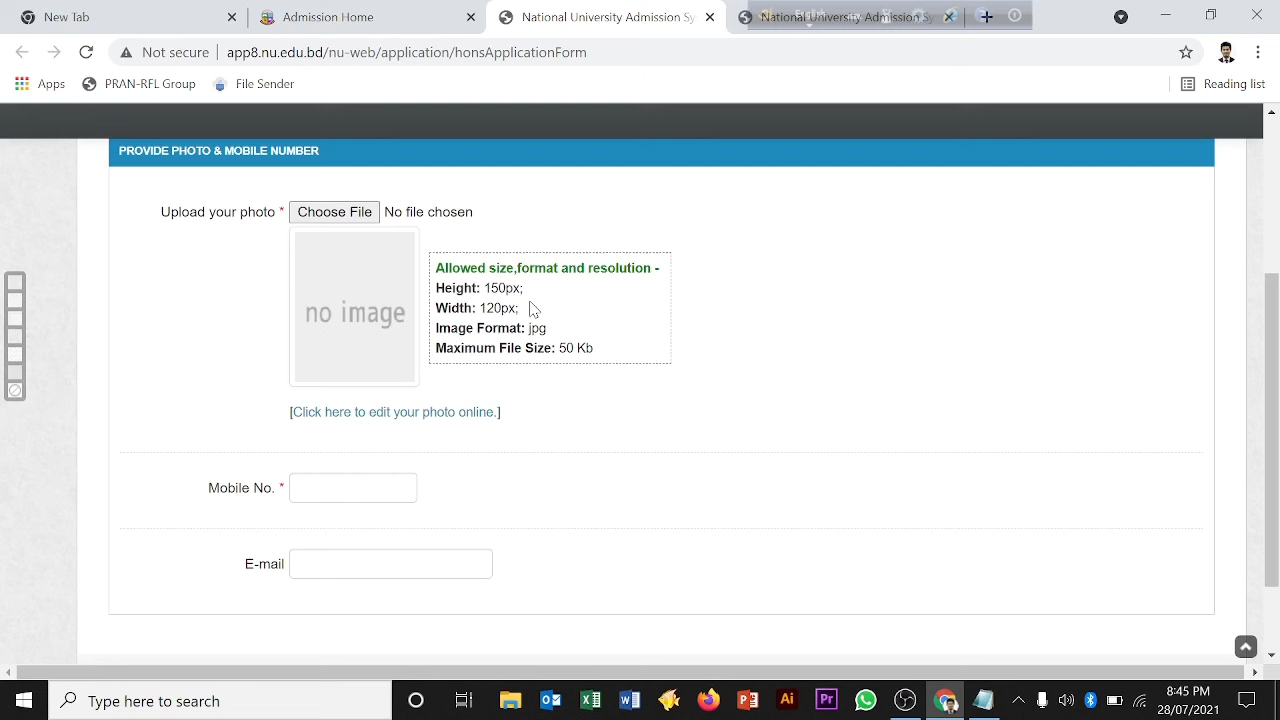 New Tab
Admission Home
National University Admission Sy
National University Admission Sy
English
Not secure
app8.nu.edu.bd/nu-web/application/honsApplicationForm
Apps
PRAN-RFL Group
File Sender
Reading list
PROVIDE PHOTO & MOBILE NUMBER
Upload your photo * Choose File No file chosen
no image
Allowed size,format and resolution -
Height: 150px;
Width: 120px;
Image Format: jpg
Maximum File Size: 50 Kb
[Click here to edit your photo online.]
Mobile No. *
E-mail
Type here to search
8:45 PM
28/07/2021